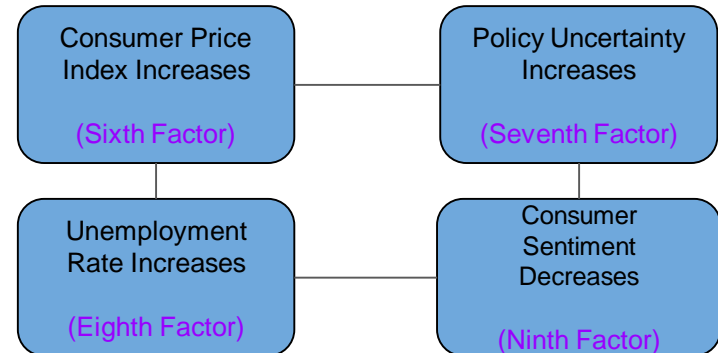 Consumer Price
Index Increases
(Sixth Factor)
Policy Uncertainty
Increases
(Seventh Factor)
Unemployment
Rate Increases
(Eighth Factor)
Consumer
Sentiment
Decreases
(Ninth Factor)